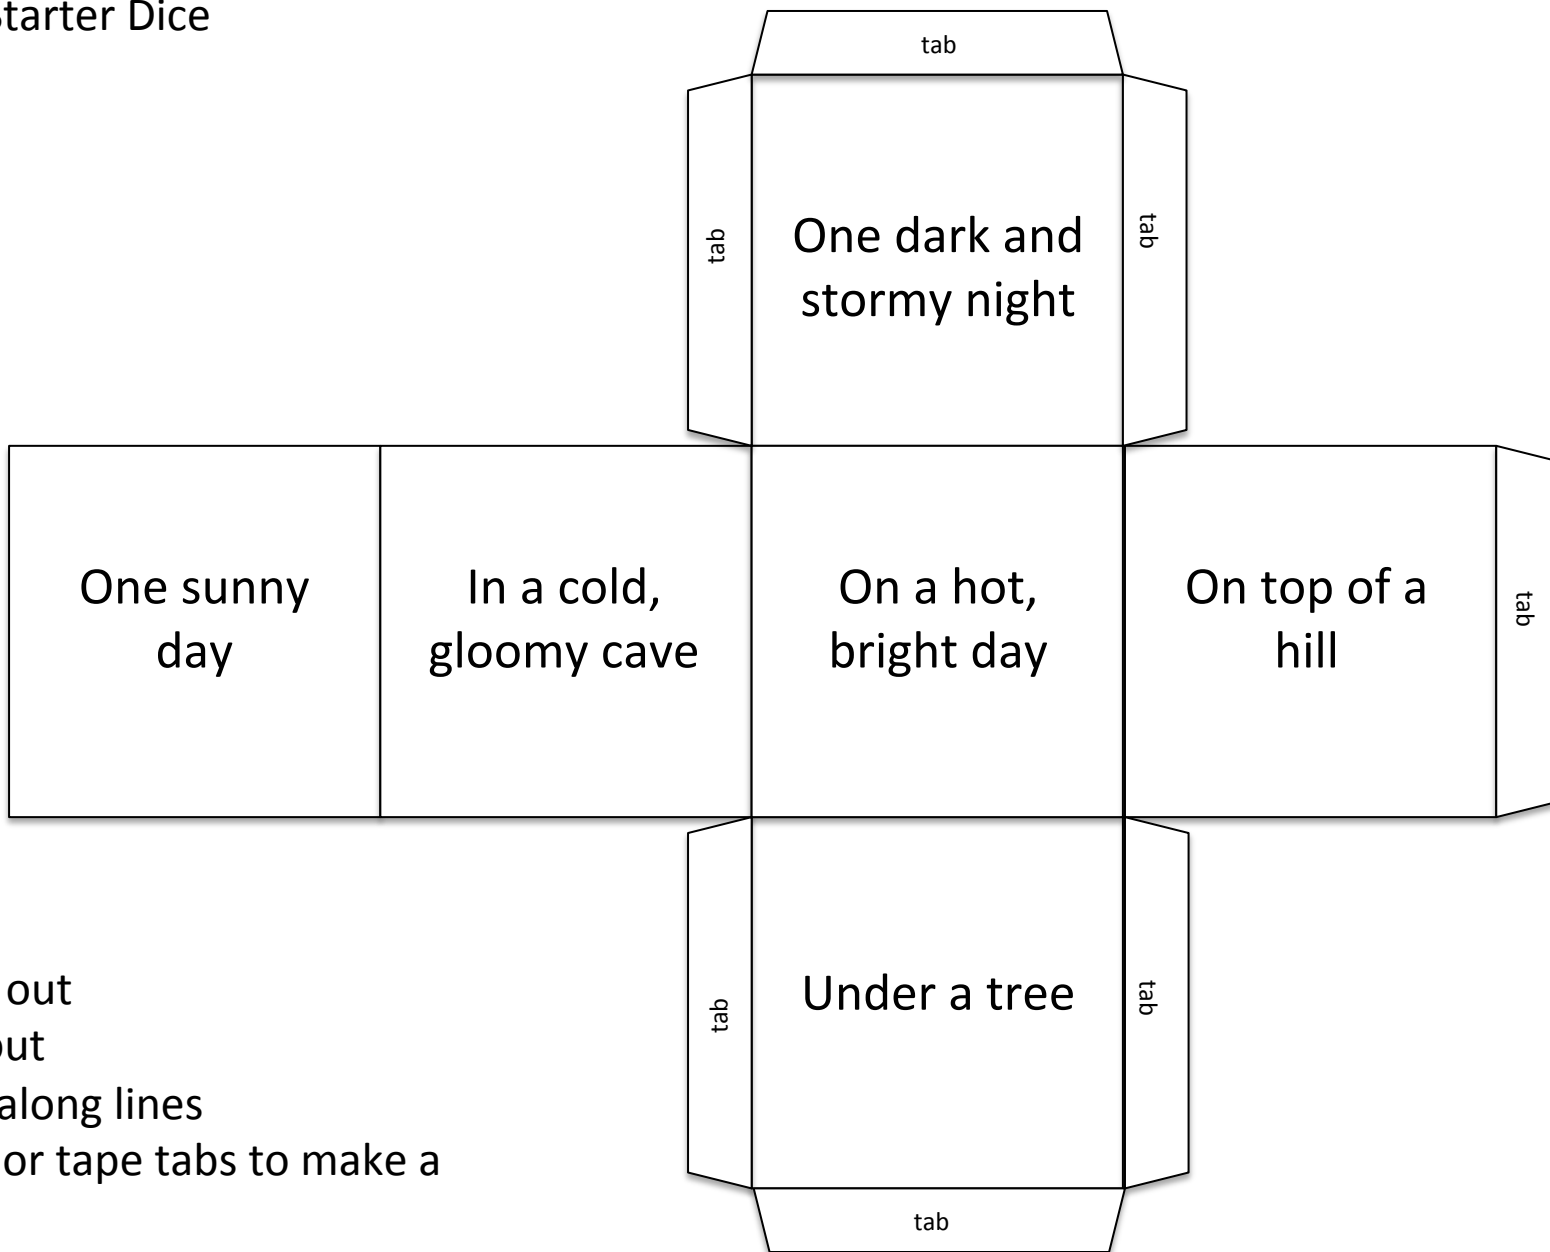 Starter Dice
tab
tab
One dark and
stormy night
tab
One sunny
day
In a cold,
gloomy cave
On a hot,
bright day
On top of a
hill
tab
tab
Under a tree
tab
out
out
along lines
or tape tabs to make a
tab